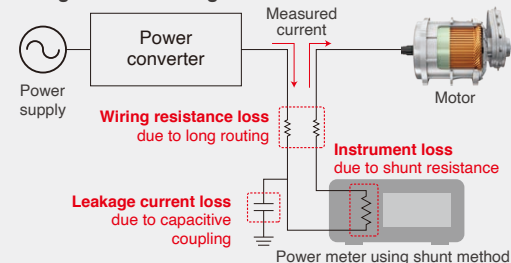 Measured
current
Power
converter
Power
supply
Motor
Wiring resistance loss
due to long routing
Instrument loss
due to shunt resistance
Leakage current loss
due to capacitive
coupling
Power meter using shunt method